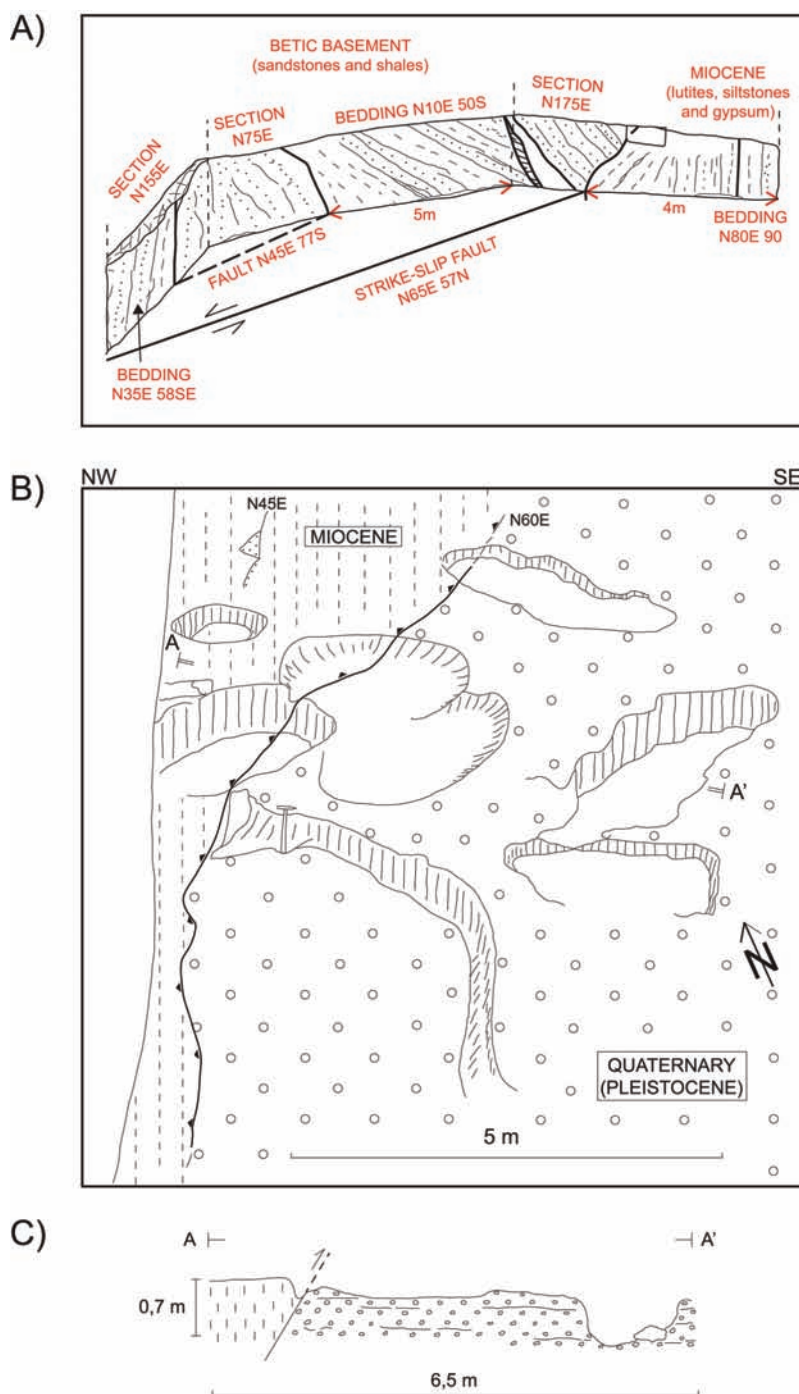 A)
BETIC BASEMENT
(sandstones and shales)
SECTION
N155E
SECTION
N75E
BEDDING N10E 50S
SECTION
N175E
MIOCENE
(lutites, siltstones
and gypsum)
5m
4m
BEDDING
N80E 90
FAULT N45E 77S
STRIKE-SLIP FAULT
N65E 57N
BEDDING
N35E 58SE
B)
NW
SE
N45E
MIOCENE
N60E
A
A'
N
QUATERNARY
(PLEISTOCENE)
5 m
C)
A
A'
0,7 m
6,5 m